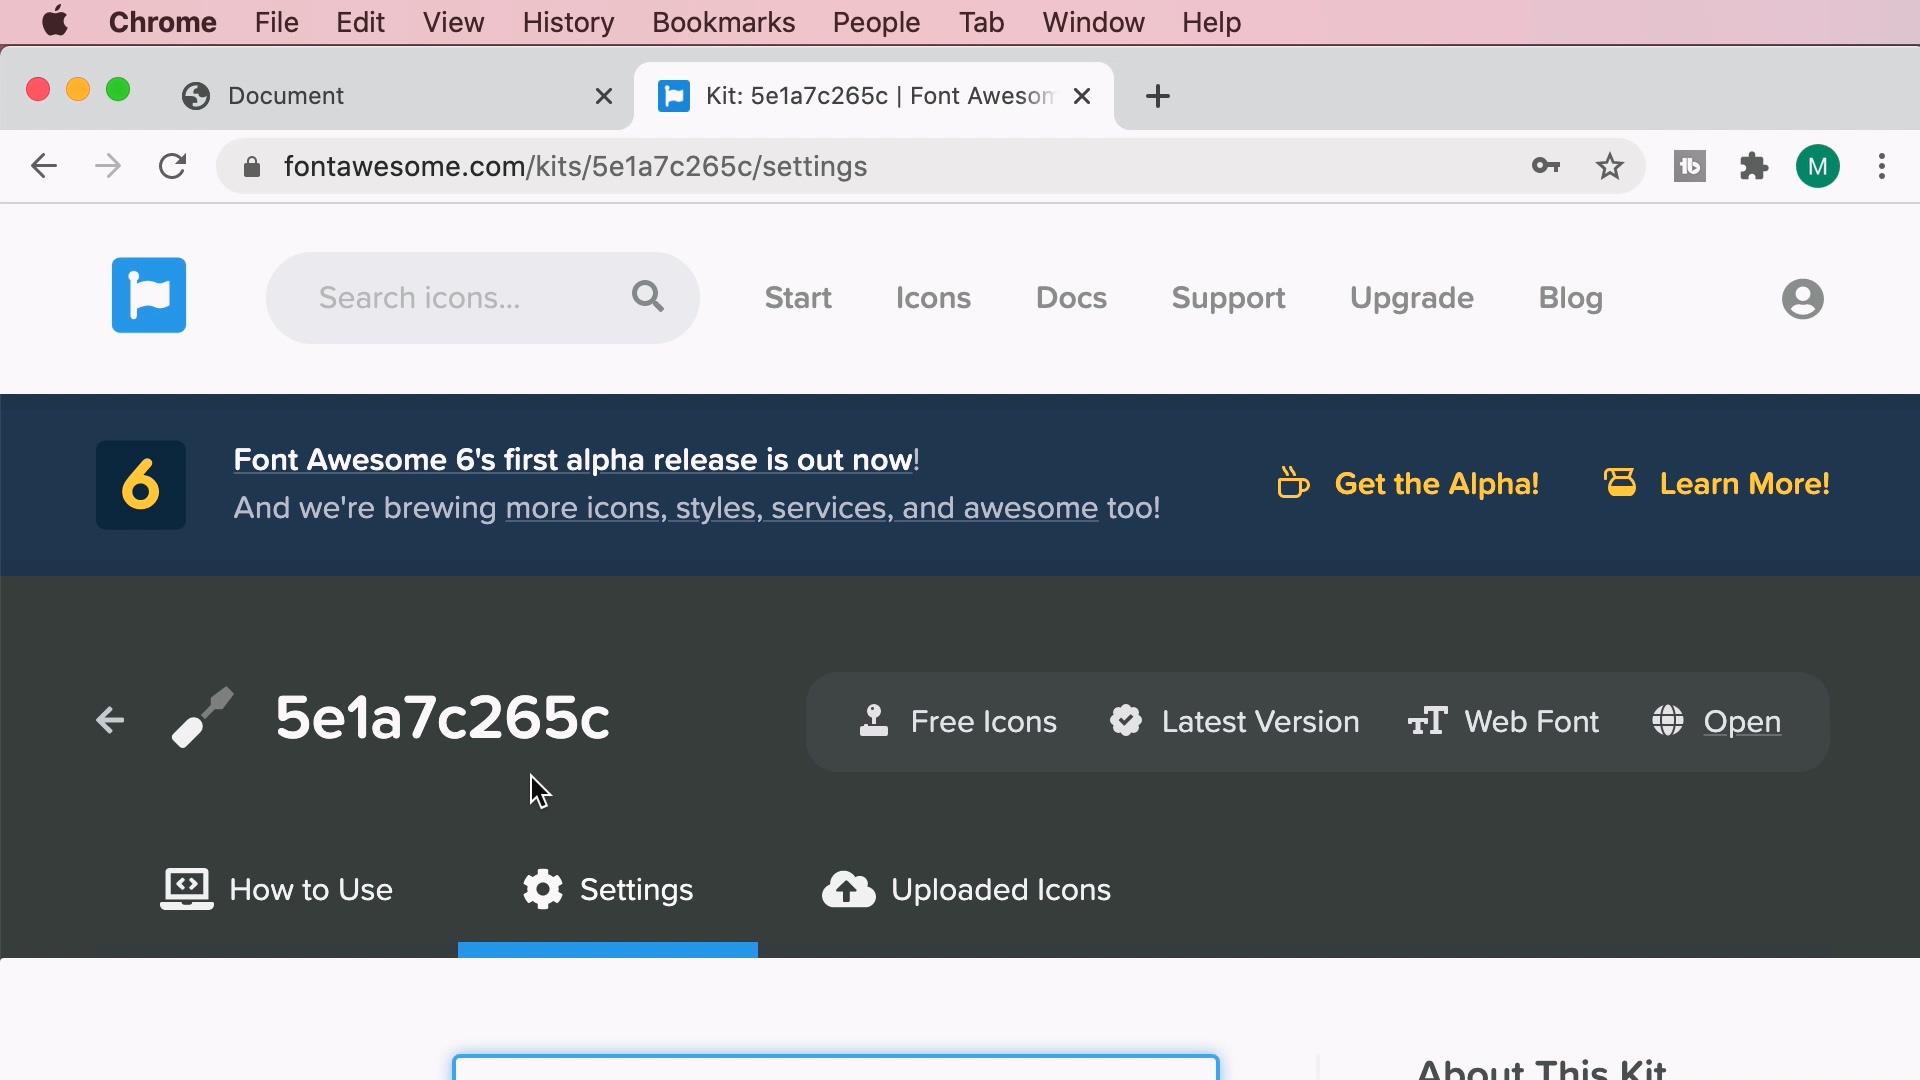 Chrome File Edit View History Bookmarks People Tab Window Help
Document
Kit: 5e1a7c265c | Font Awesom
fontawesome.com/kits/5e1a7c265c/settings
M
Search icons...
Start Icons Docs Support Upgrade Blog
6
Font Awesome 6's first alpha release is out now!
And we're brewing more icons, styles, services, and awesome too!
Get the Alpha! Learn More!
5e1a7c265c
Free Icons Latest Version Web Font Open
How to Use Settings Uploaded Icons
About This Kit